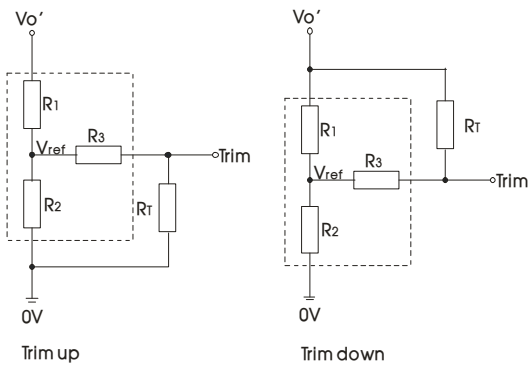 Vo'
R1
R3
Vref
Trim
R2
RT
0V
Trim up
Vo'
R1
RT
R3
Vref
Trim
R2
0V
Trim down